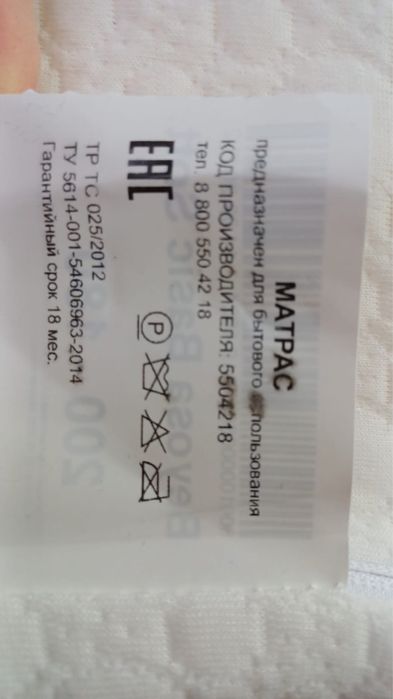 МАТРАС
предназначен для бытового использования
КОД ПРОИЗВОДИТЕЛЯ: 5504218
тел. 8 800 550 42 18
EAC
P
ТР ТС 025/2012
ТУ 5614-001-54606963-2014
Гарантийный срок 18 мес.